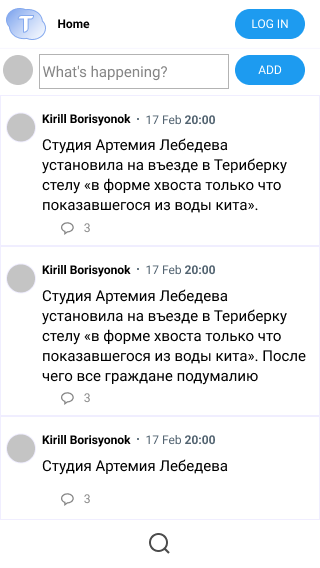 T
Home
LOG IN
What's happening?
ADD
Kirill Borisyonok · 17 Feb 20:00
Студия Артемия Лебедева
установила на въезде в Териберку
стелу «в форме хвоста только что
показавшегося из воды кита».
3
Kirill Borisyonok · 17 Feb 20:00
Студия Артемия Лебедева
установила на въезде в Териберку
стелу «в форме хвоста только что
показавшегося из воды кита». После
чего все граждане подумалию
3
Kirill Borisyonok · 17 Feb 20:00
Студия Артемия Лебедева
3